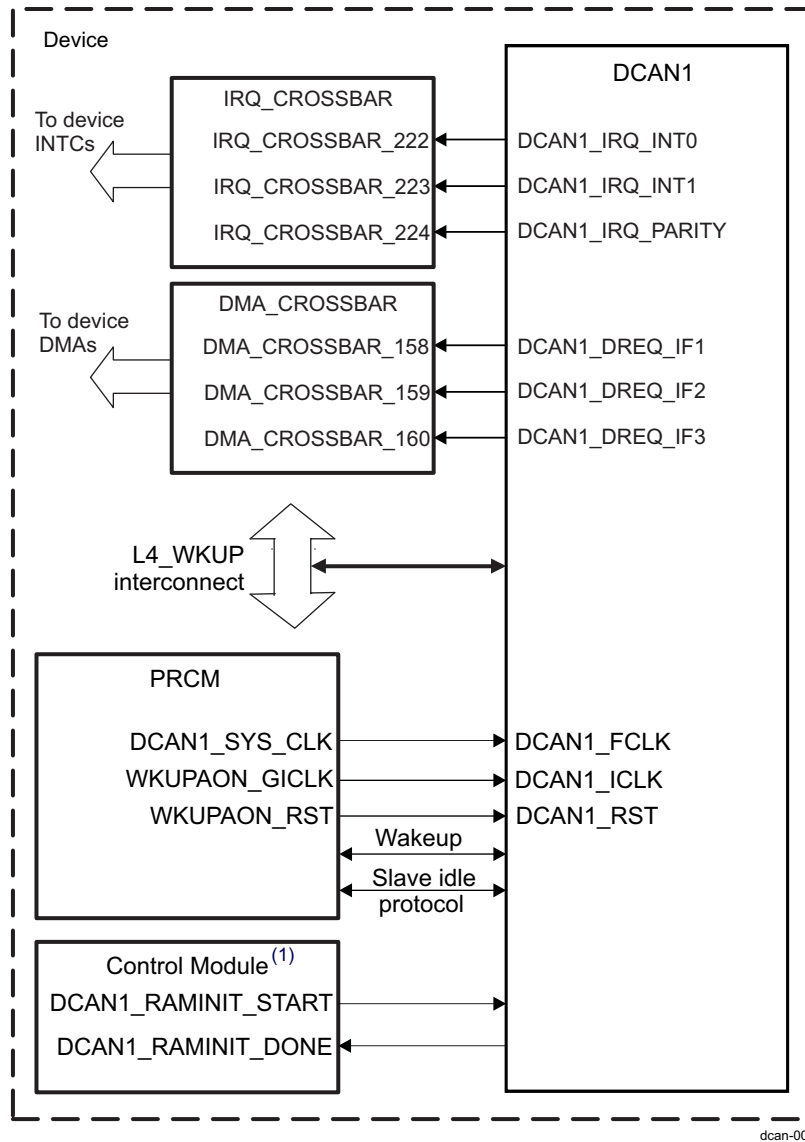 Device
DCAN1
IRQ_CROSSBAR
To device
INTCs
IRQ_CROSSBAR_222
DCAN1_IRQ_INT0
IRQ_CROSSBAR_223
DCAN1_IRQ_INT1
IRQ_CROSSBAR_224
DCAN1_IRQ_PARITY
DMA_CROSSBAR
To device
DMAs
DMA_CROSSBAR_158
DCAN1_DREQ_IF1
DMA_CROSSBAR_159
DCAN1_DREQ_IF2
DMA_CROSSBAR_160
DCAN1_DREQ_IF3
L4_WKUP
interconnect
PRCM
DCAN1_SYS_CLK
DCAN1_FCLK
WKUPAON_GICLK
DCAN1_ICLK
WKUPAON_RST
DCAN1_RST
Wakeup
Slave idle
protocol
Control Module (1)
DCAN1_RAMINIT_START
DCAN1_RAMINIT_DONE
dcan-00